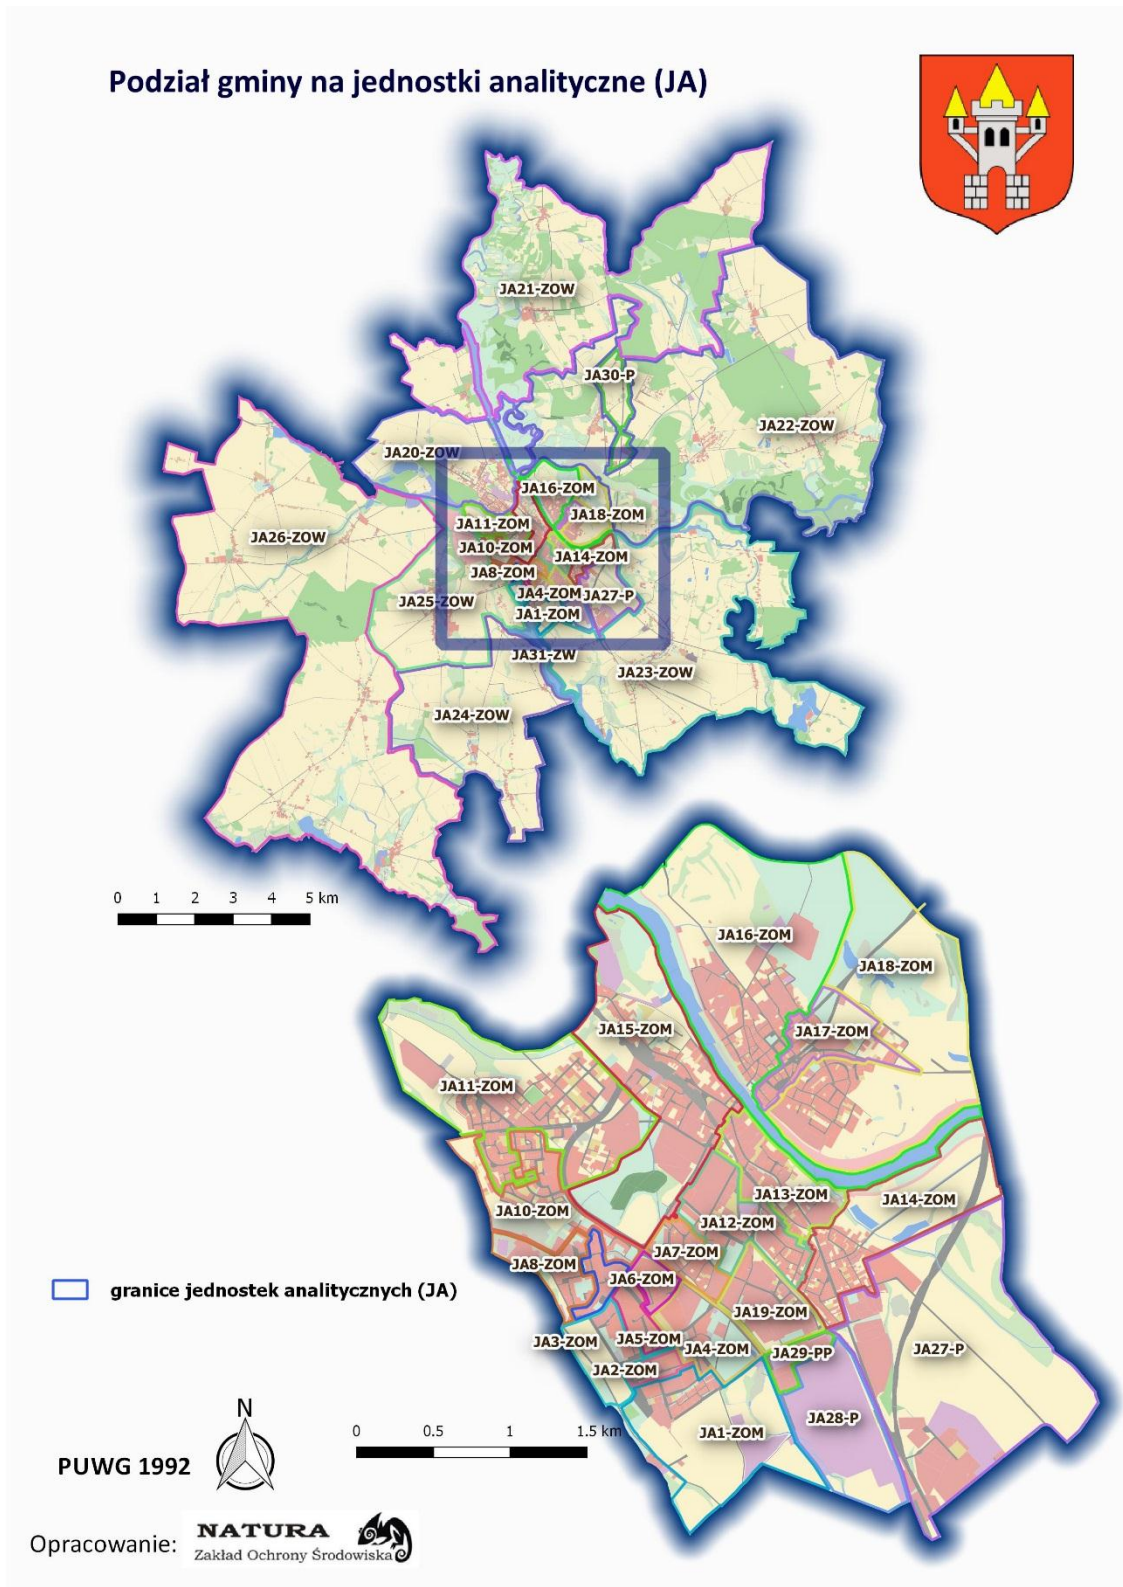 Podział gminy na jednostki analityczne (JA)
JA21-ZOW
JA30-P
JA22-ZOW
JA20-ZOW
JA16-ZOM
JA18-ZOM
JA11-ZOM
JA26-ZOW
JA10-ZOM
JA14-ZOM
JA8-ZOM
JA4-ZOM
JA27-P
JA25-ZOW
JA1-ZOM
JA31-ZW
JA23-ZOW
JA24-ZOW
0 1 2 3 4 5 km
JA16-ZOM
JA18-ZOM
JA15-ZOM
JA17-ZOM
JA11-ZOM
JA13-ZOM
JA14-ZOM
JA10-ZOM
JA12-ZOM
JA7-ZOM
JA8-ZOM
JA6-ZOM
granice jednostek analitycznych (JA)
JA19-ZOM
JA3-ZOM
JA5-ZOM
JA4-ZOM
JA29-PP
JA27-P
JA2-ZOM
JA28-P
JA1-ZOM
N
0 0.5 1 1.5 km
PUWG 1992
Opracowanie:
NATURA
Zakład Ochrony Środowiska